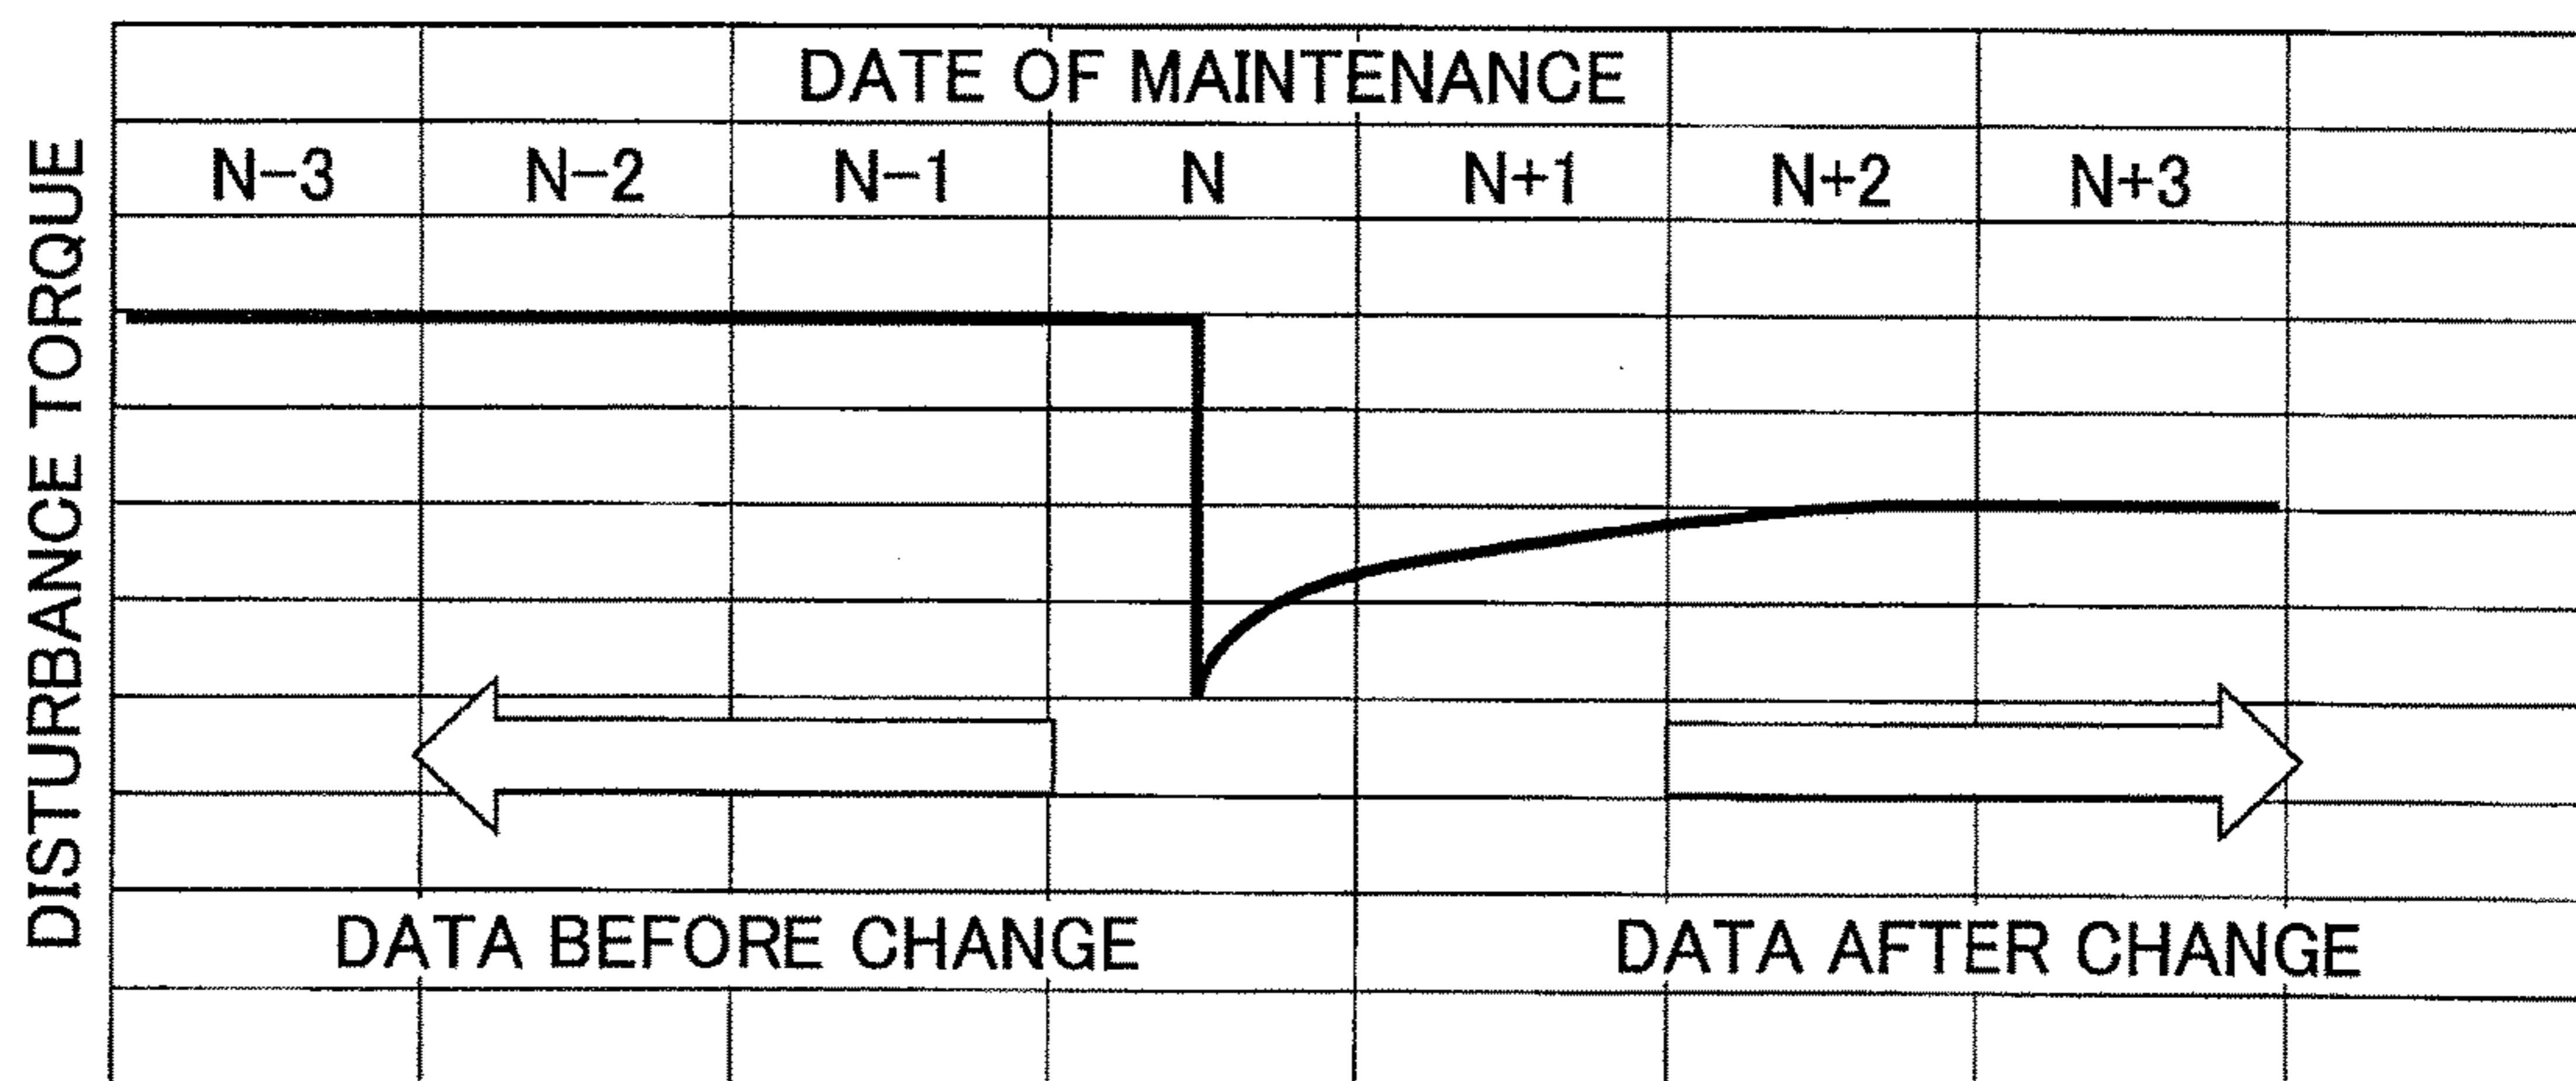 DISTURBANCE TORQUE
DATE OF MAINTENANCE
N-3 N-2 N-1 N N+1 N+2 N+3
DATA BEFORE CHANGE DATA AFTER CHANGE